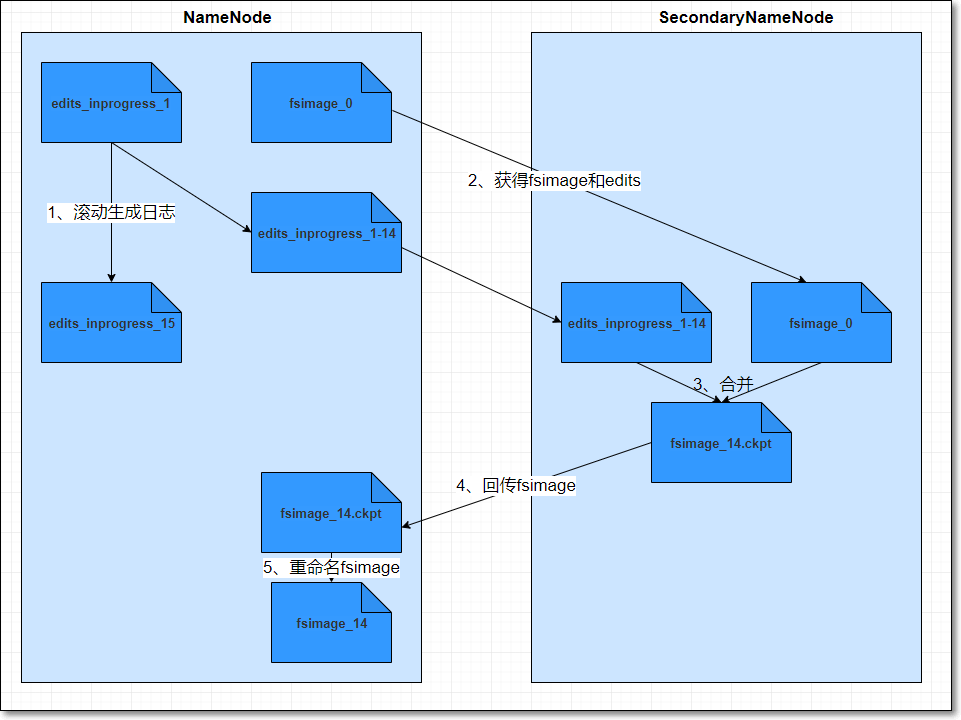 NameNode
SecondaryNameNode
edits_inprogress_1
fsimage_0
2、获得fsimage和edits
1、滚动生成日志
edits_inprogress_1-14
edits_inprogress_15
edits_inprogress_1-14
fsimage_0
3、合并
fsimage_14.ckpt
4、回传fsimage
fsimage_14.ckpt
5、重命名fsimage
fsimage_14